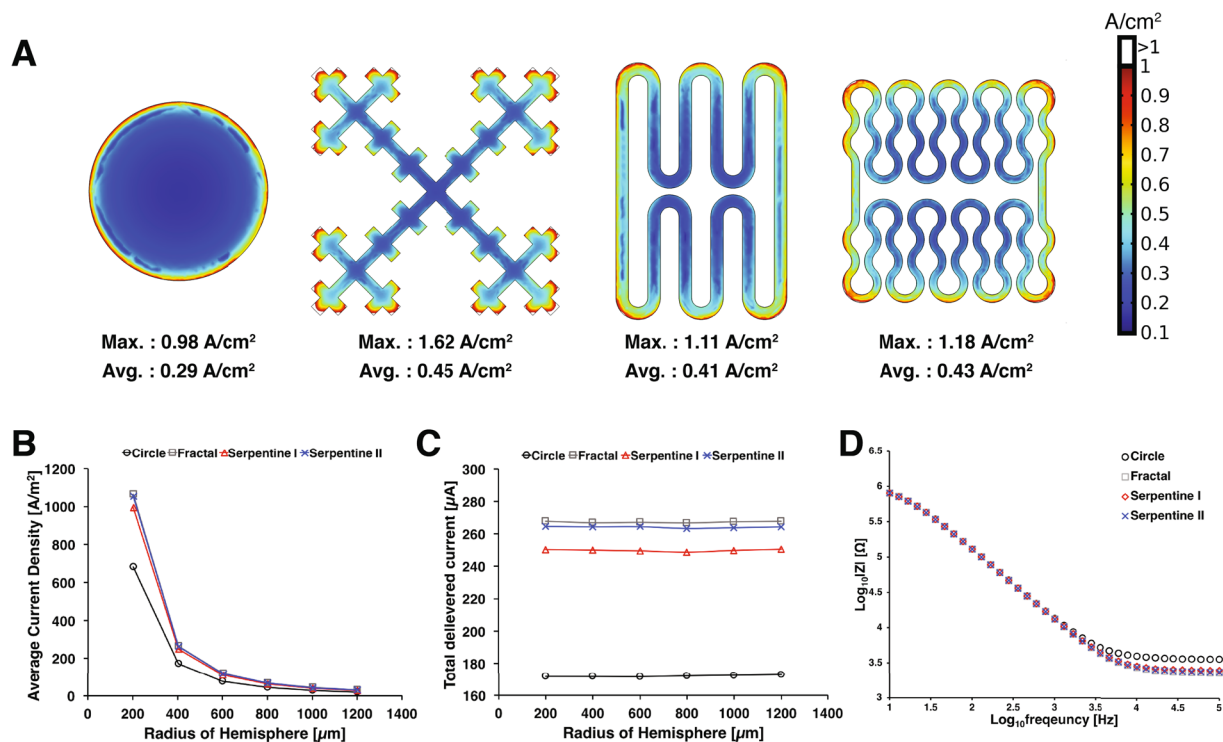 A
A/cm²
>1
1
0.9
0.8
0.7
0.6
0.5
0.4
0.3
0.2
0.1
Max. : 0.98 A/cm²
Avg. : 0.29 A/cm²
Max. : 1.62 A/cm²
Avg. : 0.45 A/cm²
Max. : 1.11 A/cm²
Avg. : 0.41 A/cm²
Max. : 1.18 A/cm²
Avg. : 0.43 A/cm²
B
Circle Fractal Serpentine I Serpentine II
Average Current Density [A/m²]
1200
1000
800
600
400
200
0
0 200 400 600 800 1000 1200 1400
Radius of Hemisphere [µm]
C
Circle Fractal Serpentine I Serpentine II
Total dellevered current [µA]
300
280
260
240
220
200
180
160
0 200 400 600 800 1000 1200 1400
Radius of Hemisphere [µm]
D
Circle
Fractal
Serpentine I
Serpentine II
Log₁₀|Z| [Ω]
6.5
6
5.5
5
4.5
4
3.5
3
1 1.5 2 2.5 3 3.5 4 4.5 5
Log₁₀freqeuncy [Hz]